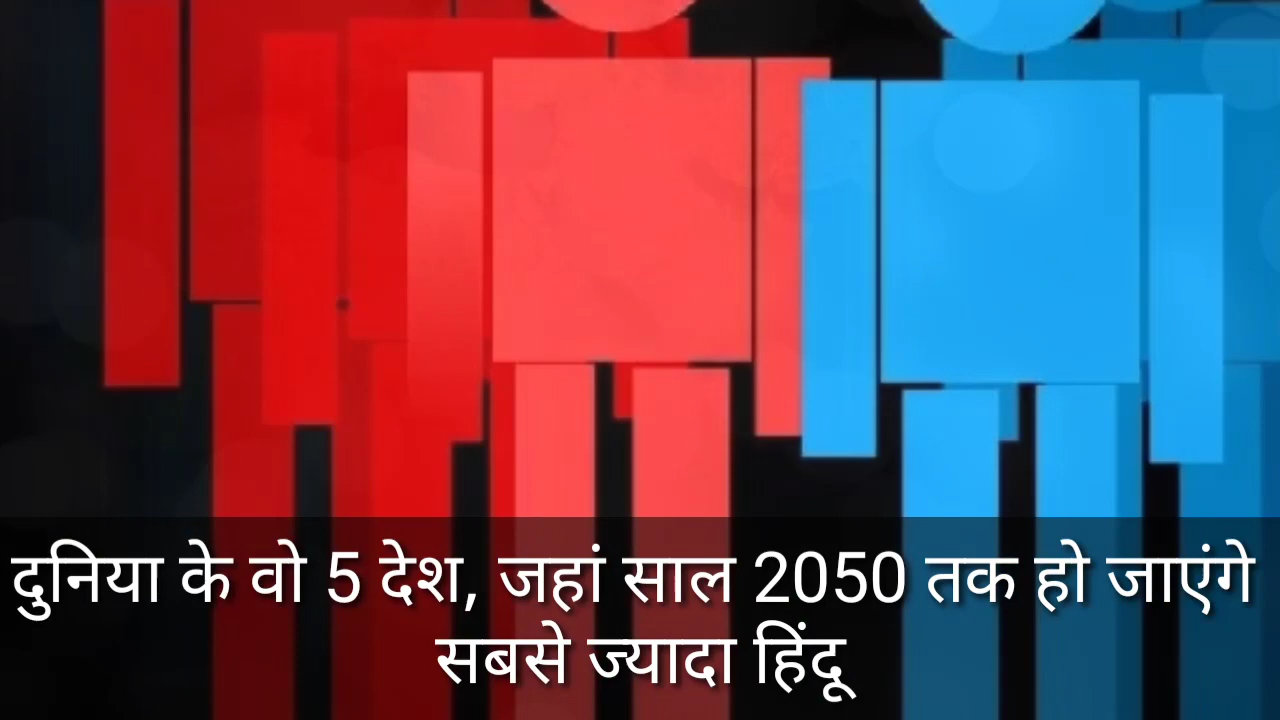 दुनिया के वो 5 देश, जहां साल 2050 तक हो जाएंगे
सबसे ज्यादा हिंदू